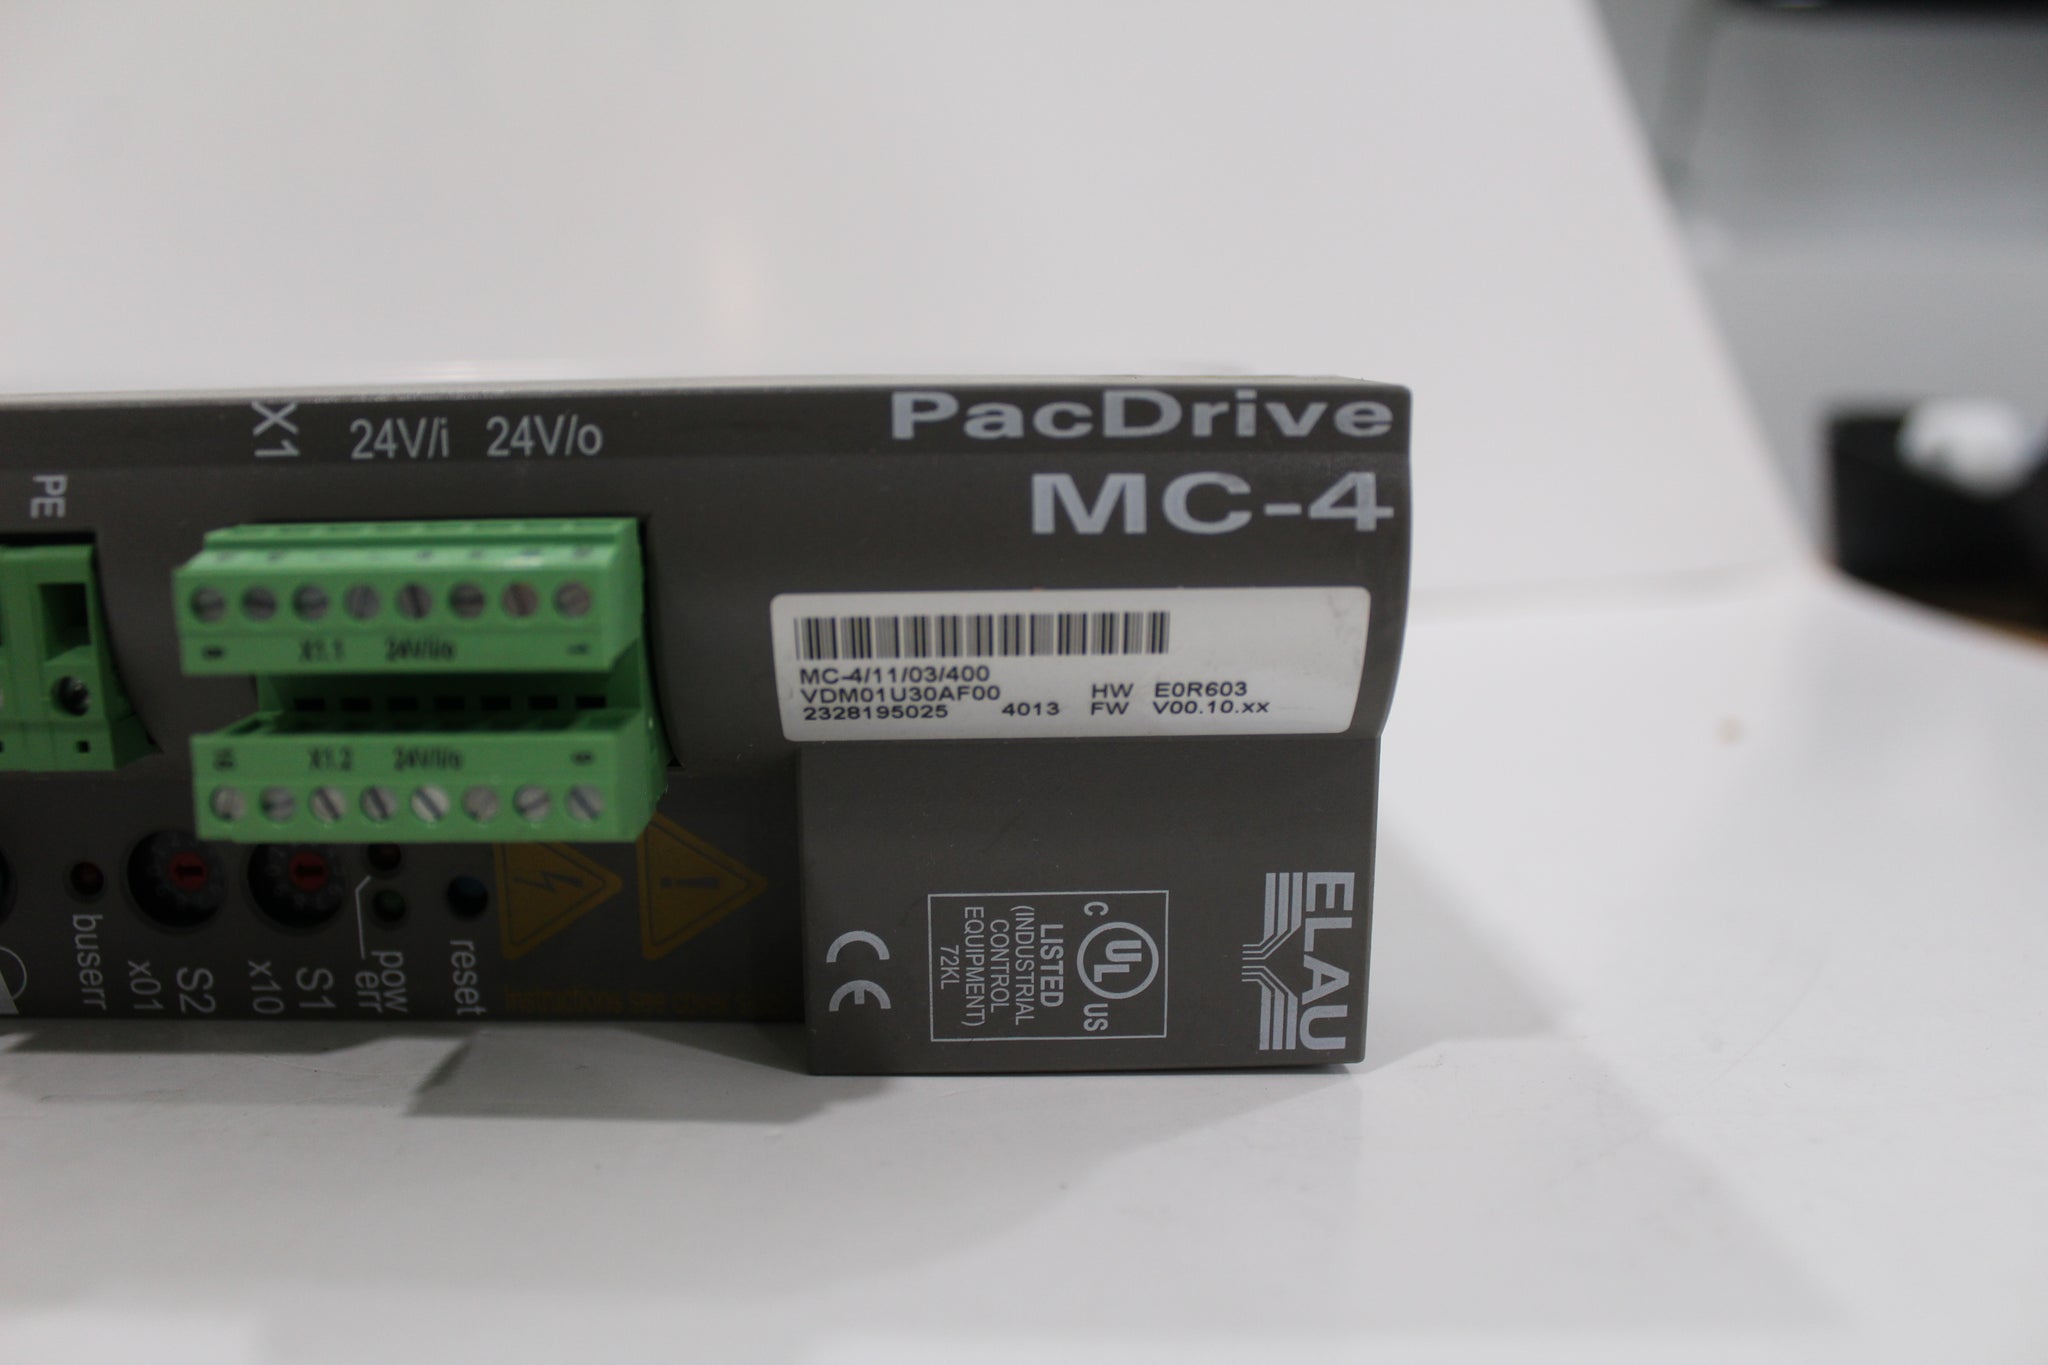 PacDrive
MC-4
X1
24V/i 24V/o
PE
X1.1 24V/i/o
X1.2 24V/i/o
MC-4/11/03/400
VDM01U30AF00 HW E0R603
2328195025 4013 FW V00.10.xx
buserr
S2
x01
S1
x10
pow
err
reset
CE
C UL US
LISTED
(INDUSTRIAL
CONTROL
EQUIPMENT)
72KL
ELAU